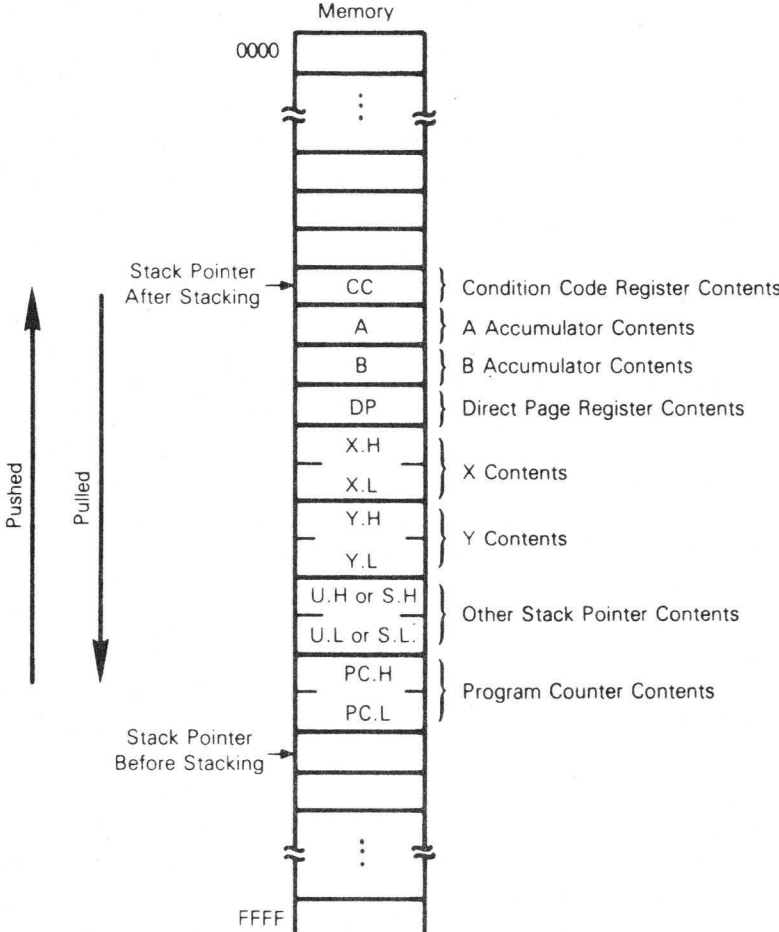 Memory
0000
⋮
Stack Pointer
After Stacking
CC
Condition Code Register Contents
A
A Accumulator Contents
B
B Accumulator Contents
DP
Direct Page Register Contents
X.H
X.L
X Contents
Y.H
Y.L
Y Contents
U.H or S.H
U.L or S.L.
Other Stack Pointer Contents
PC.H
PC.L
Program Counter Contents
Pushed
Pulled
Stack Pointer
Before Stacking
⋮
FFFF